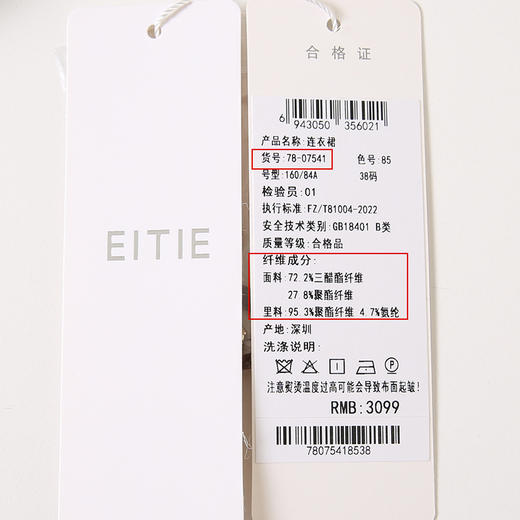 EITIE
合格证
6 943050 356021
产品名称:连衣裙
货号:78-07541 色号:85
号型:160/84A 38码
检验员:01
执行标准:FZ/T81004-2022
安全技术类别:GB18401 B类
质量等级:合格品
纤维成分:
面料:72.2%三醋酯纤维
27.8%聚酯纤维
里料:95.3%聚酯纤维 4.7%氨纶
产地:深圳
洗涤说明:
注意熨烫温度过高可能会导致布面起皱!
RMB:3099
78075418538